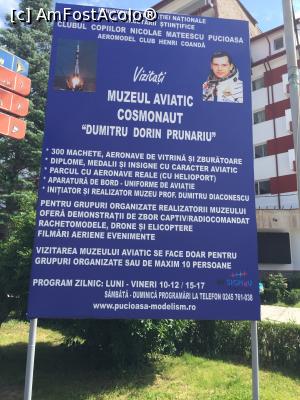 (c) AmFostAcolo®
EDUCAȚIEI NAȚIONALE
ȘTIINȚIFICE
CLUBUL COPIILOR NICOLAE MATEESCU PUCIOASA
AEROMODEL CLUB HENRI COANDĂ
Vizitați
MUZEUL AVIATIC
COSMONAUT
"DUMITRU DORIN PRUNARIU"
* 300 MACHETE, AERONAVE DE VITRINĂ ȘI ZBURĂTOARE
* DIPLOME, MEDALII ȘI INSIGNE CU CARACTER AVIATIC
* PARCUL CU AERONAVE REALE (CU HELIPORT)
* APARATURĂ DE BORD - UNIFORME DE AVIAȚIE
* INIȚIATOR ȘI REALIZATOR MUZEU PROF. DUMITRU DIACONESCU
PENTRU GRUPURI ORGANIZATE REALIZATORII MUZEULUI
OFERĂ DEMONSTRAȚII DE ZBOR CAPTIV/RADIOCOMANDAT
RACHETOMODELE, DRONE ȘI ELICOPTERE
FILMĂRI AERIENE EVENIMENTE
VIZITAREA MUZEULUI AVIATIC SE FACE DOAR PENTRU
GRUPURI ORGANIZATE SAU DE MAXIM 10 PERSOANE
PROGRAM ZILNIC: LUNI - VINERI 10-12 / 15-17
SÂMBĂTĂ - DUMINICĂ PROGRAMĂRI LA TELEFON 0245 761-038
www.pucioasa-modelism.ro